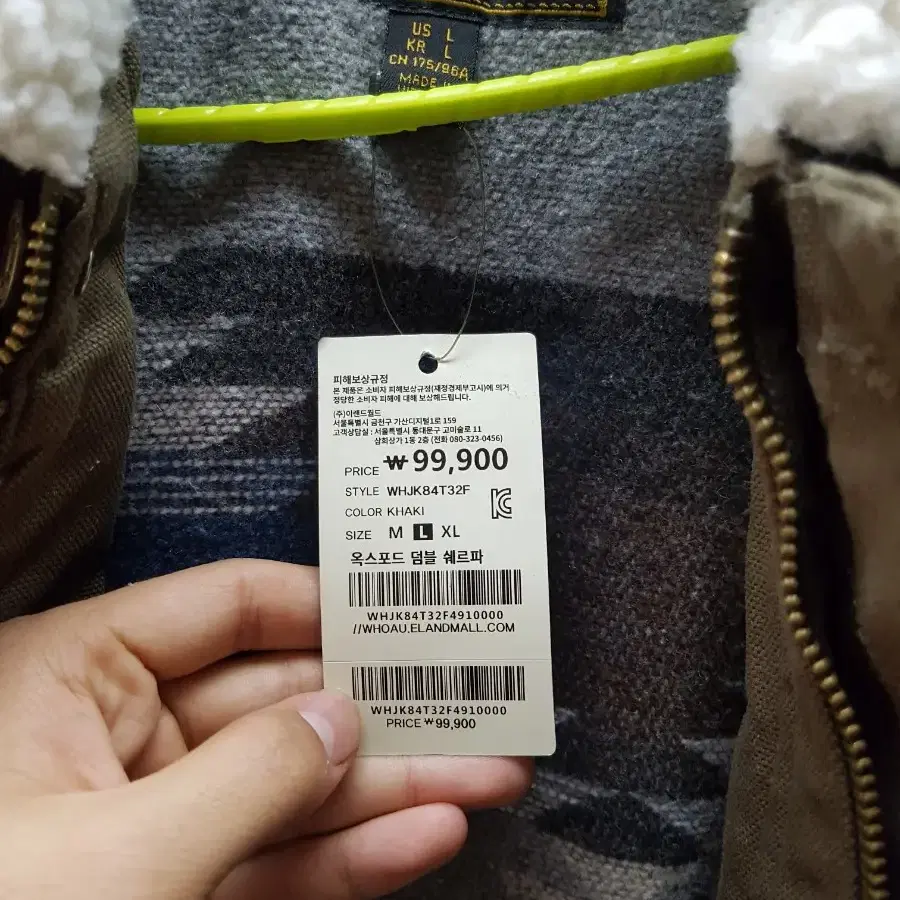 US L
KR L
CN 175/96A
MADE
피해보상규정
본 제품은 소비자 피해보상규정(재정경제부고시)에 의거
정당한 소비자 피해에 대해 보상해드립니다.
(주)이랜드월드
서울특별시 금천구 가산디지털1로 159
고객상담실 : 서울특별시 동대문구 고미술로 11
삼희상가 1동 2층 (전화 080-323-0456)
PRICE ₩99,900
STYLE WHJK84T32F
COLOR KHAKI
SIZE M L XL
옥스포드 덤블 쉐르파
WHJK84T32F4910000
//WHOAU.ELANDMALL.COM
WHJK84T32F4910000
PRICE ₩99,900